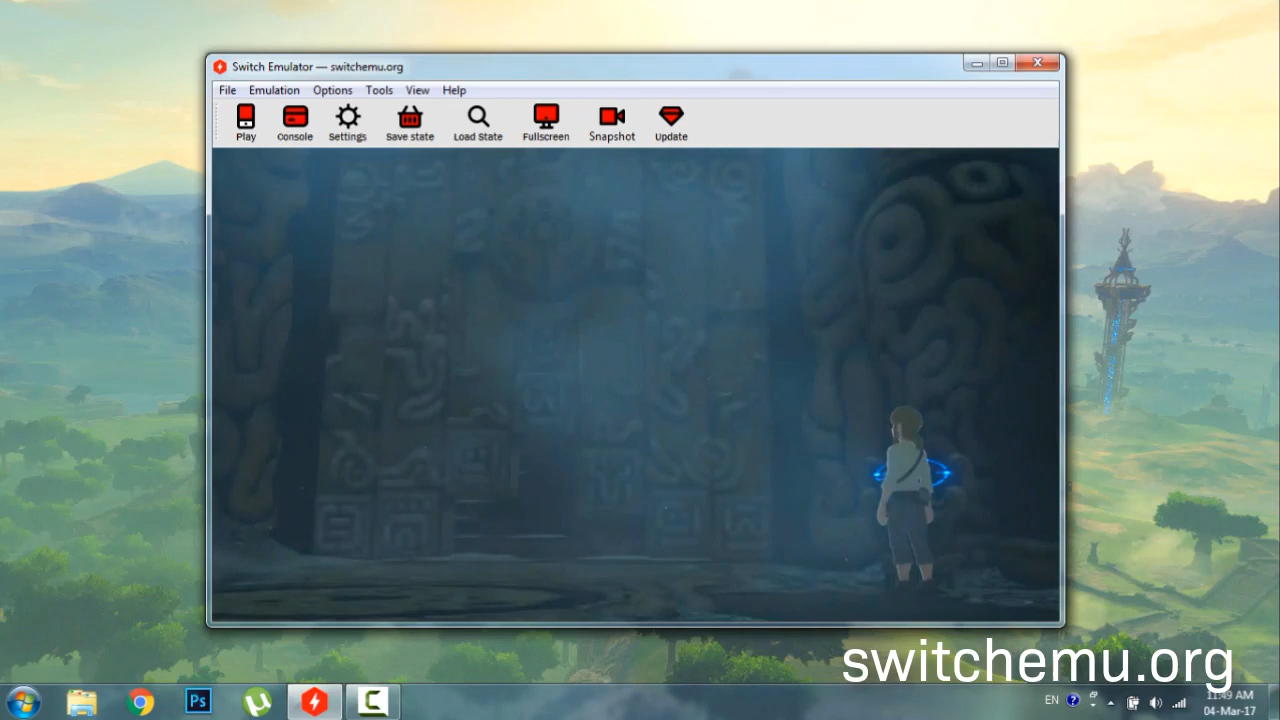 Switch Emulator — switchemu.org
File Emulation Options Tools View Help
Play Console Settings Save state Load State Fullscreen Snapshot Update
switchemu.org
Ps
EN
11:49 AM
04-Mar-17